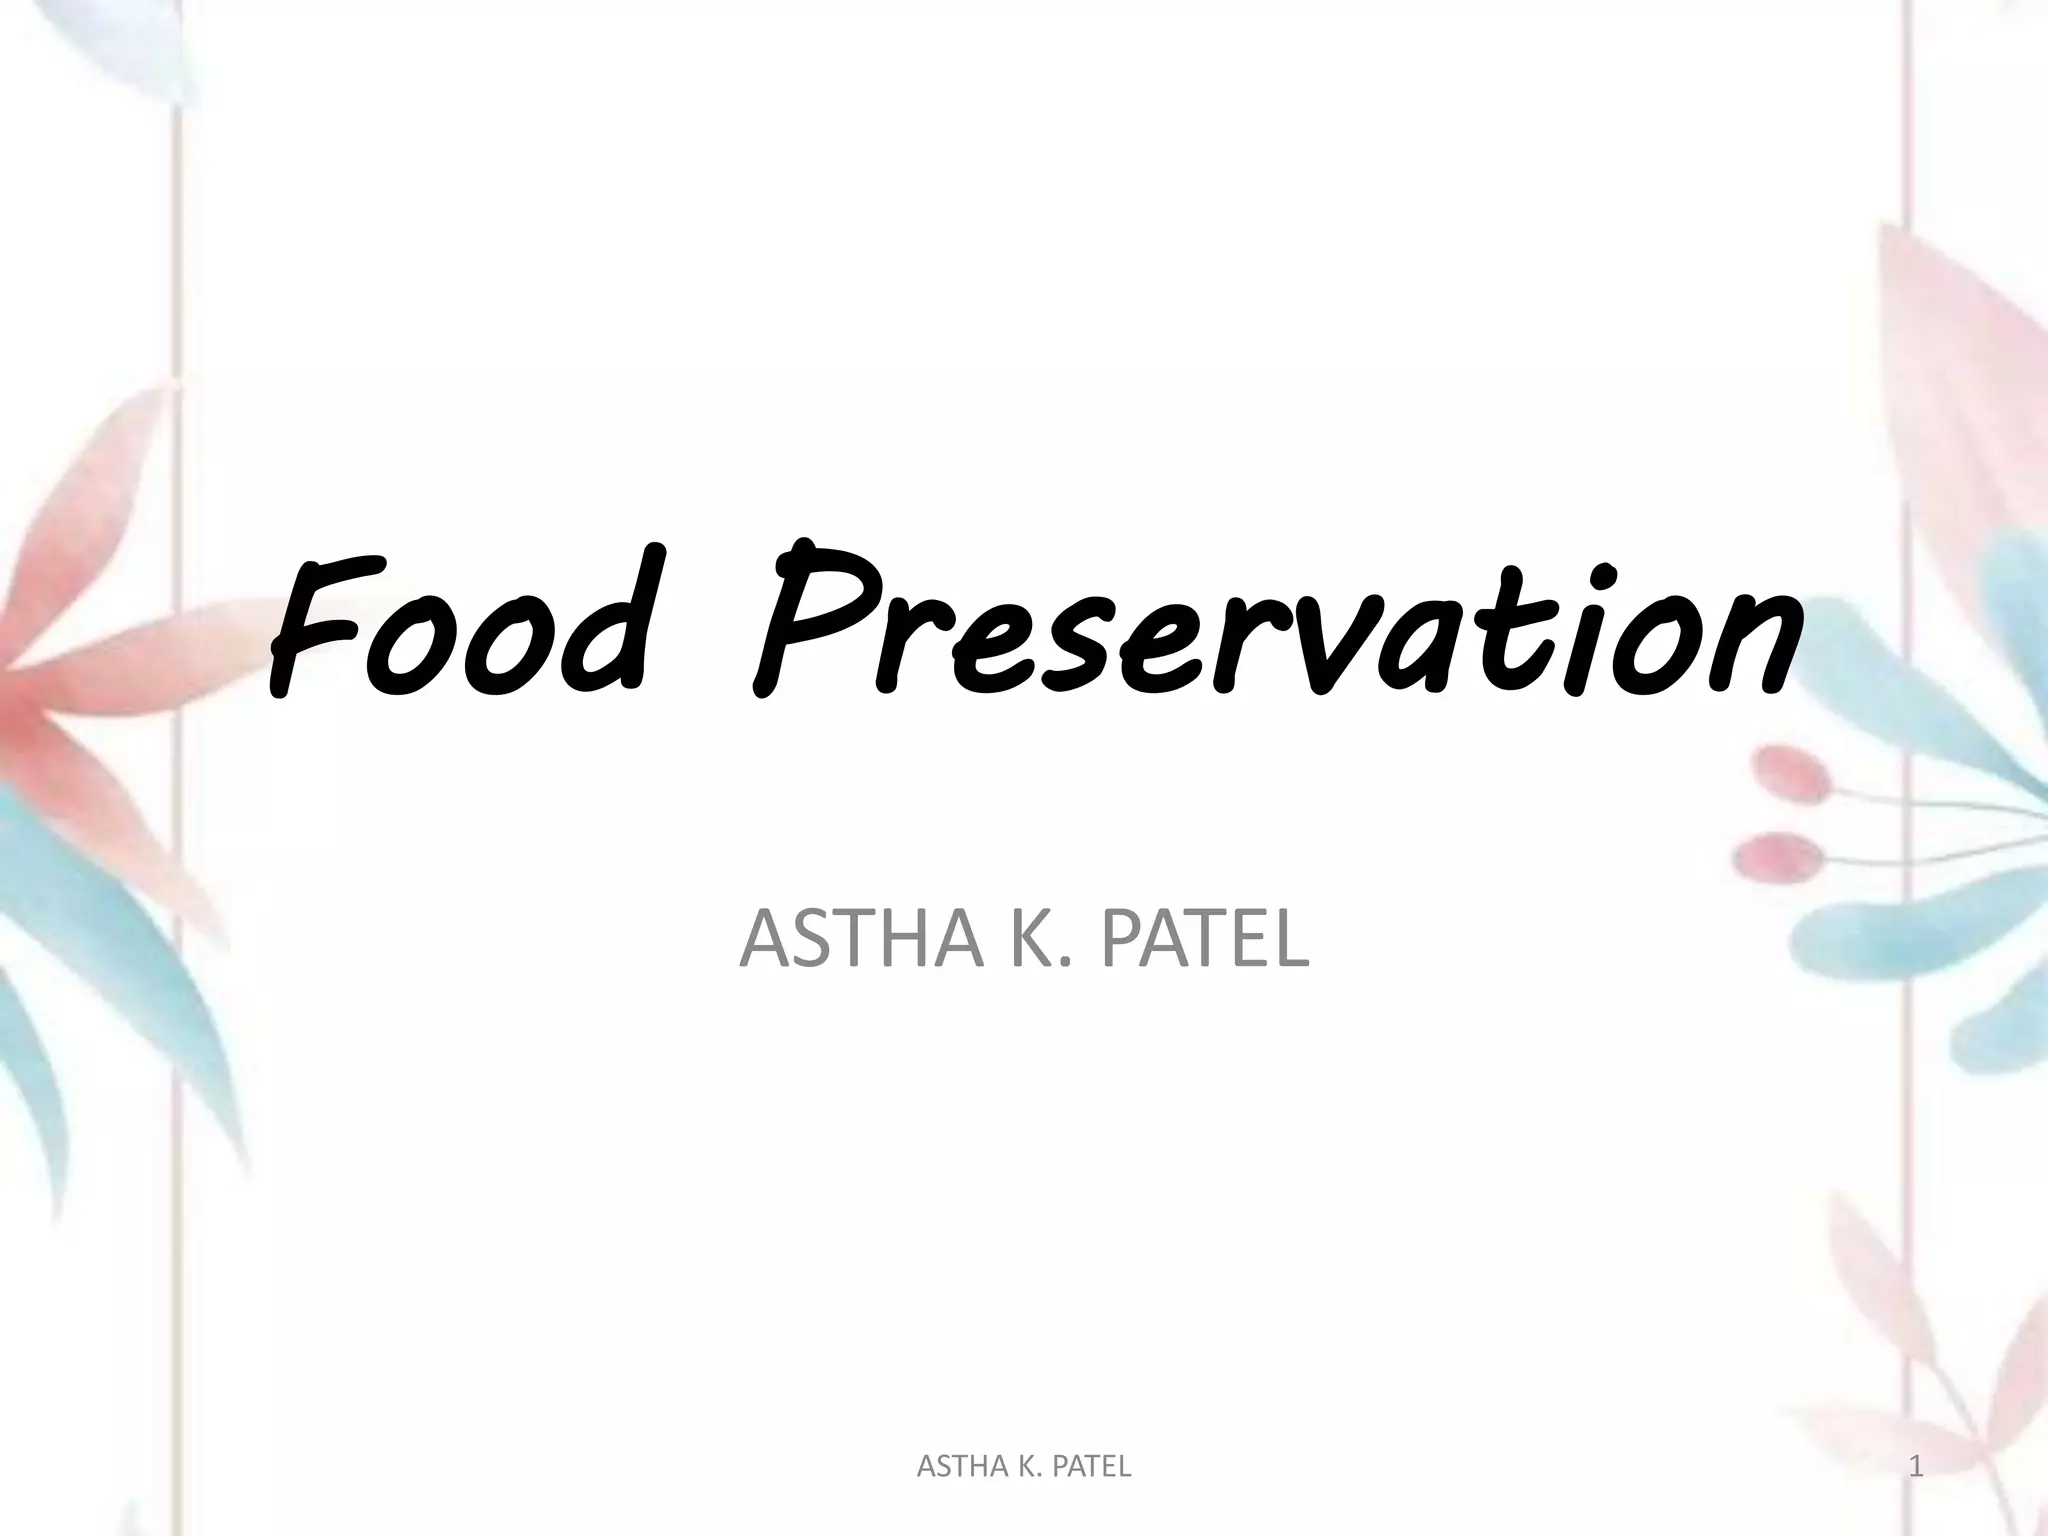 Food Preservation
ASTHA K. PATEL
ASTHA K. PATEL
1